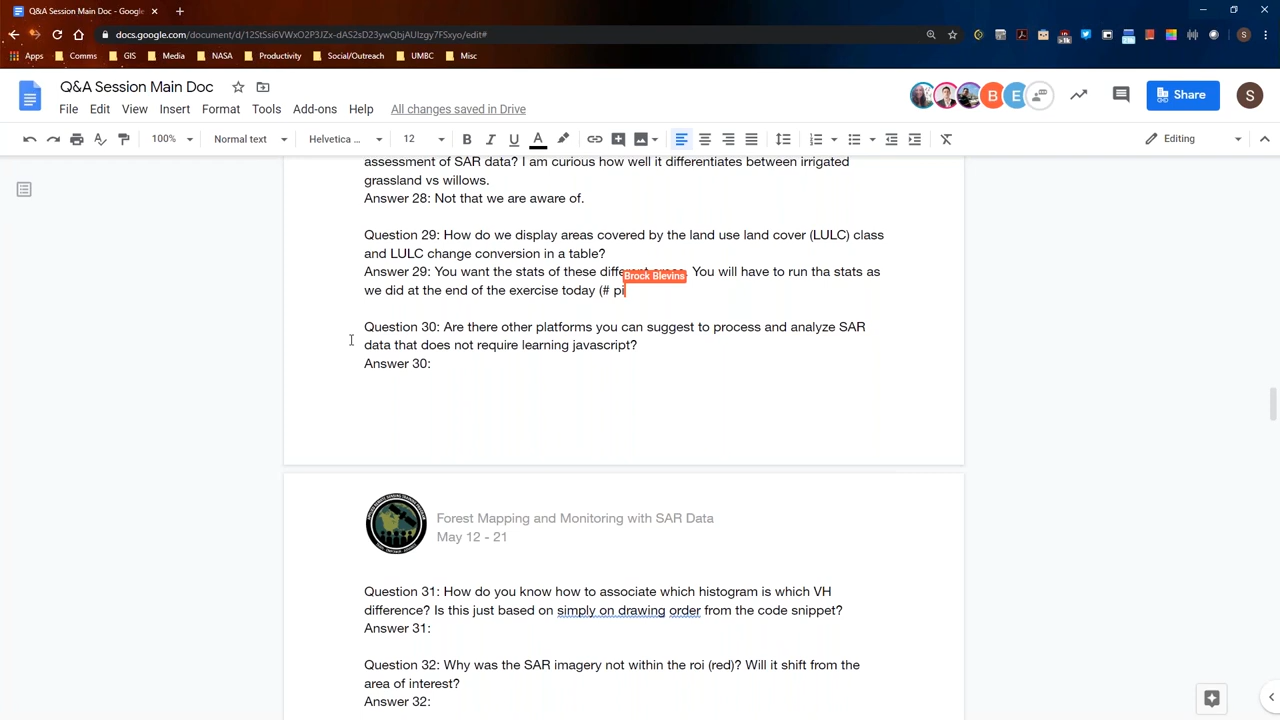 Q&A Session Main Doc - Google
docs.google.com/document/d/12StSsi6VWxO2P3JZx-dAS2sD23ywQbjAUlzgy7FSxyo/edit#
Apps Comms GIS Media NASA Productivity Social/Outreach UMBC Misc
Q&A Session Main Doc
File Edit View Insert Format Tools Add-ons Help All changes saved in Drive
B E Share S
100% Normal text Helvetica ... 12 B I U A Editing
assessment of SAR data? I am curious how well it differentiates between irrigated
grassland vs willows.
Answer 28: Not that we are aware of.
Question 29: How do we display areas covered by the land use land cover (LULC) class
and LULC change conversion in a table?
Answer 29: You want the stats of these different areas. You will have to run tha stats as
Brock Blevins
we did at the end of the exercise today (# pi
Question 30: Are there other platforms you can suggest to process and analyze SAR
data that does not require learning javascript?
Answer 30:
Forest Mapping and Monitoring with SAR Data
May 12 - 21
Question 31: How do you know how to associate which histogram is which VH
difference? Is this just based on simply on drawing order from the code snippet?
Answer 31:
Question 32: Why was the SAR imagery not within the roi (red)? Will it shift from the
area of interest?
Answer 32: